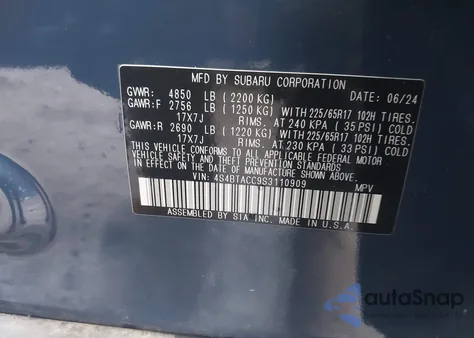 MFD BY SUBARU CORPORATION
DATE: 06/24
GVWR: 4850 LB (2200 KG)
GAWR:F 2756 LB (1250 KG) WITH 225/65R17 102H TIRES,
17X7J RIMS, AT 240 KPA (35 PSI) COLD
GAWR:R 2690 LB (1220 KG) WITH 225/65R17 102H TIRES,
17X7J RIMS, AT 230 KPA (33 PSI) COLD
THIS VEHICLE CONFORMS TO ALL APPLICABLE FEDERAL MOTOR
VEHICLE SAFETY AND THEFT PREVENTION STANDARDS IN
EFFECT ON THE DATE OF MANUFACTURE SHOWN ABOVE.
VIN: 4S4BTACC9S3110909 MPV
ASSEMBLED BY SIA INC. MADE IN U.S.A.
autoSnap